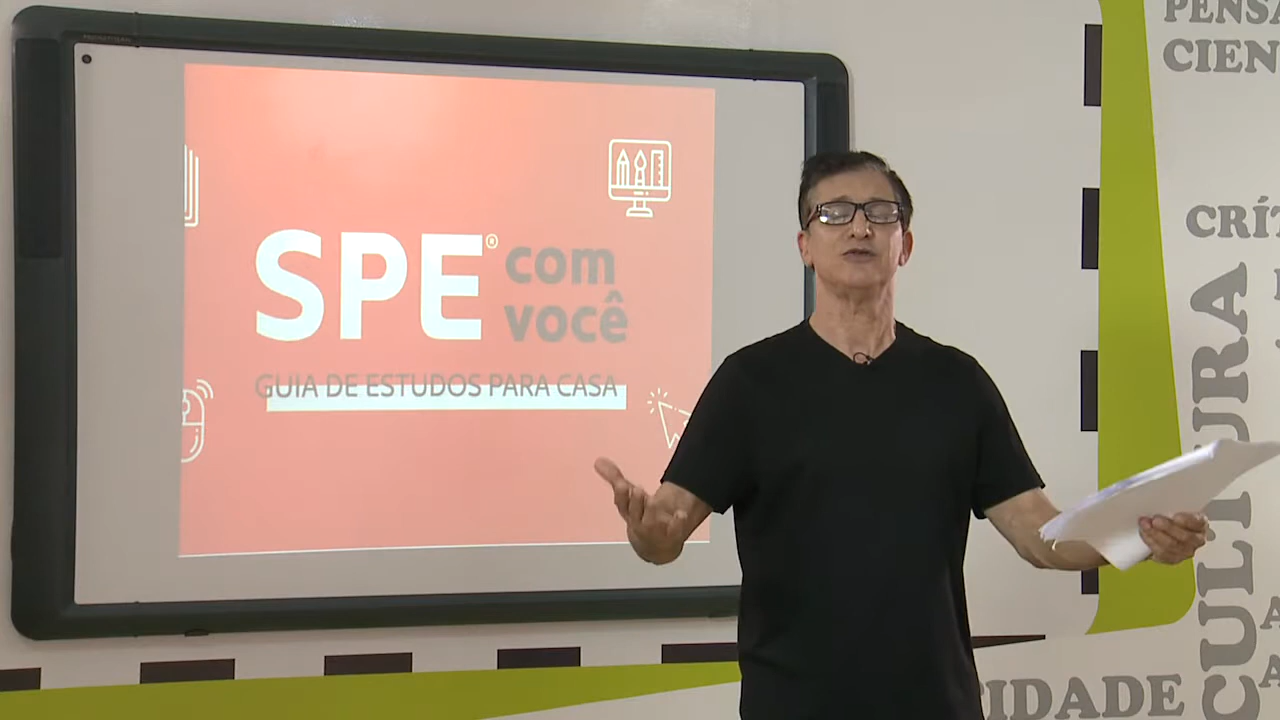 SPE® com
você
GUIA DE ESTUDOS PARA CASA
PENSA
CIEN
CRÍT
CULTURA
CIDADE